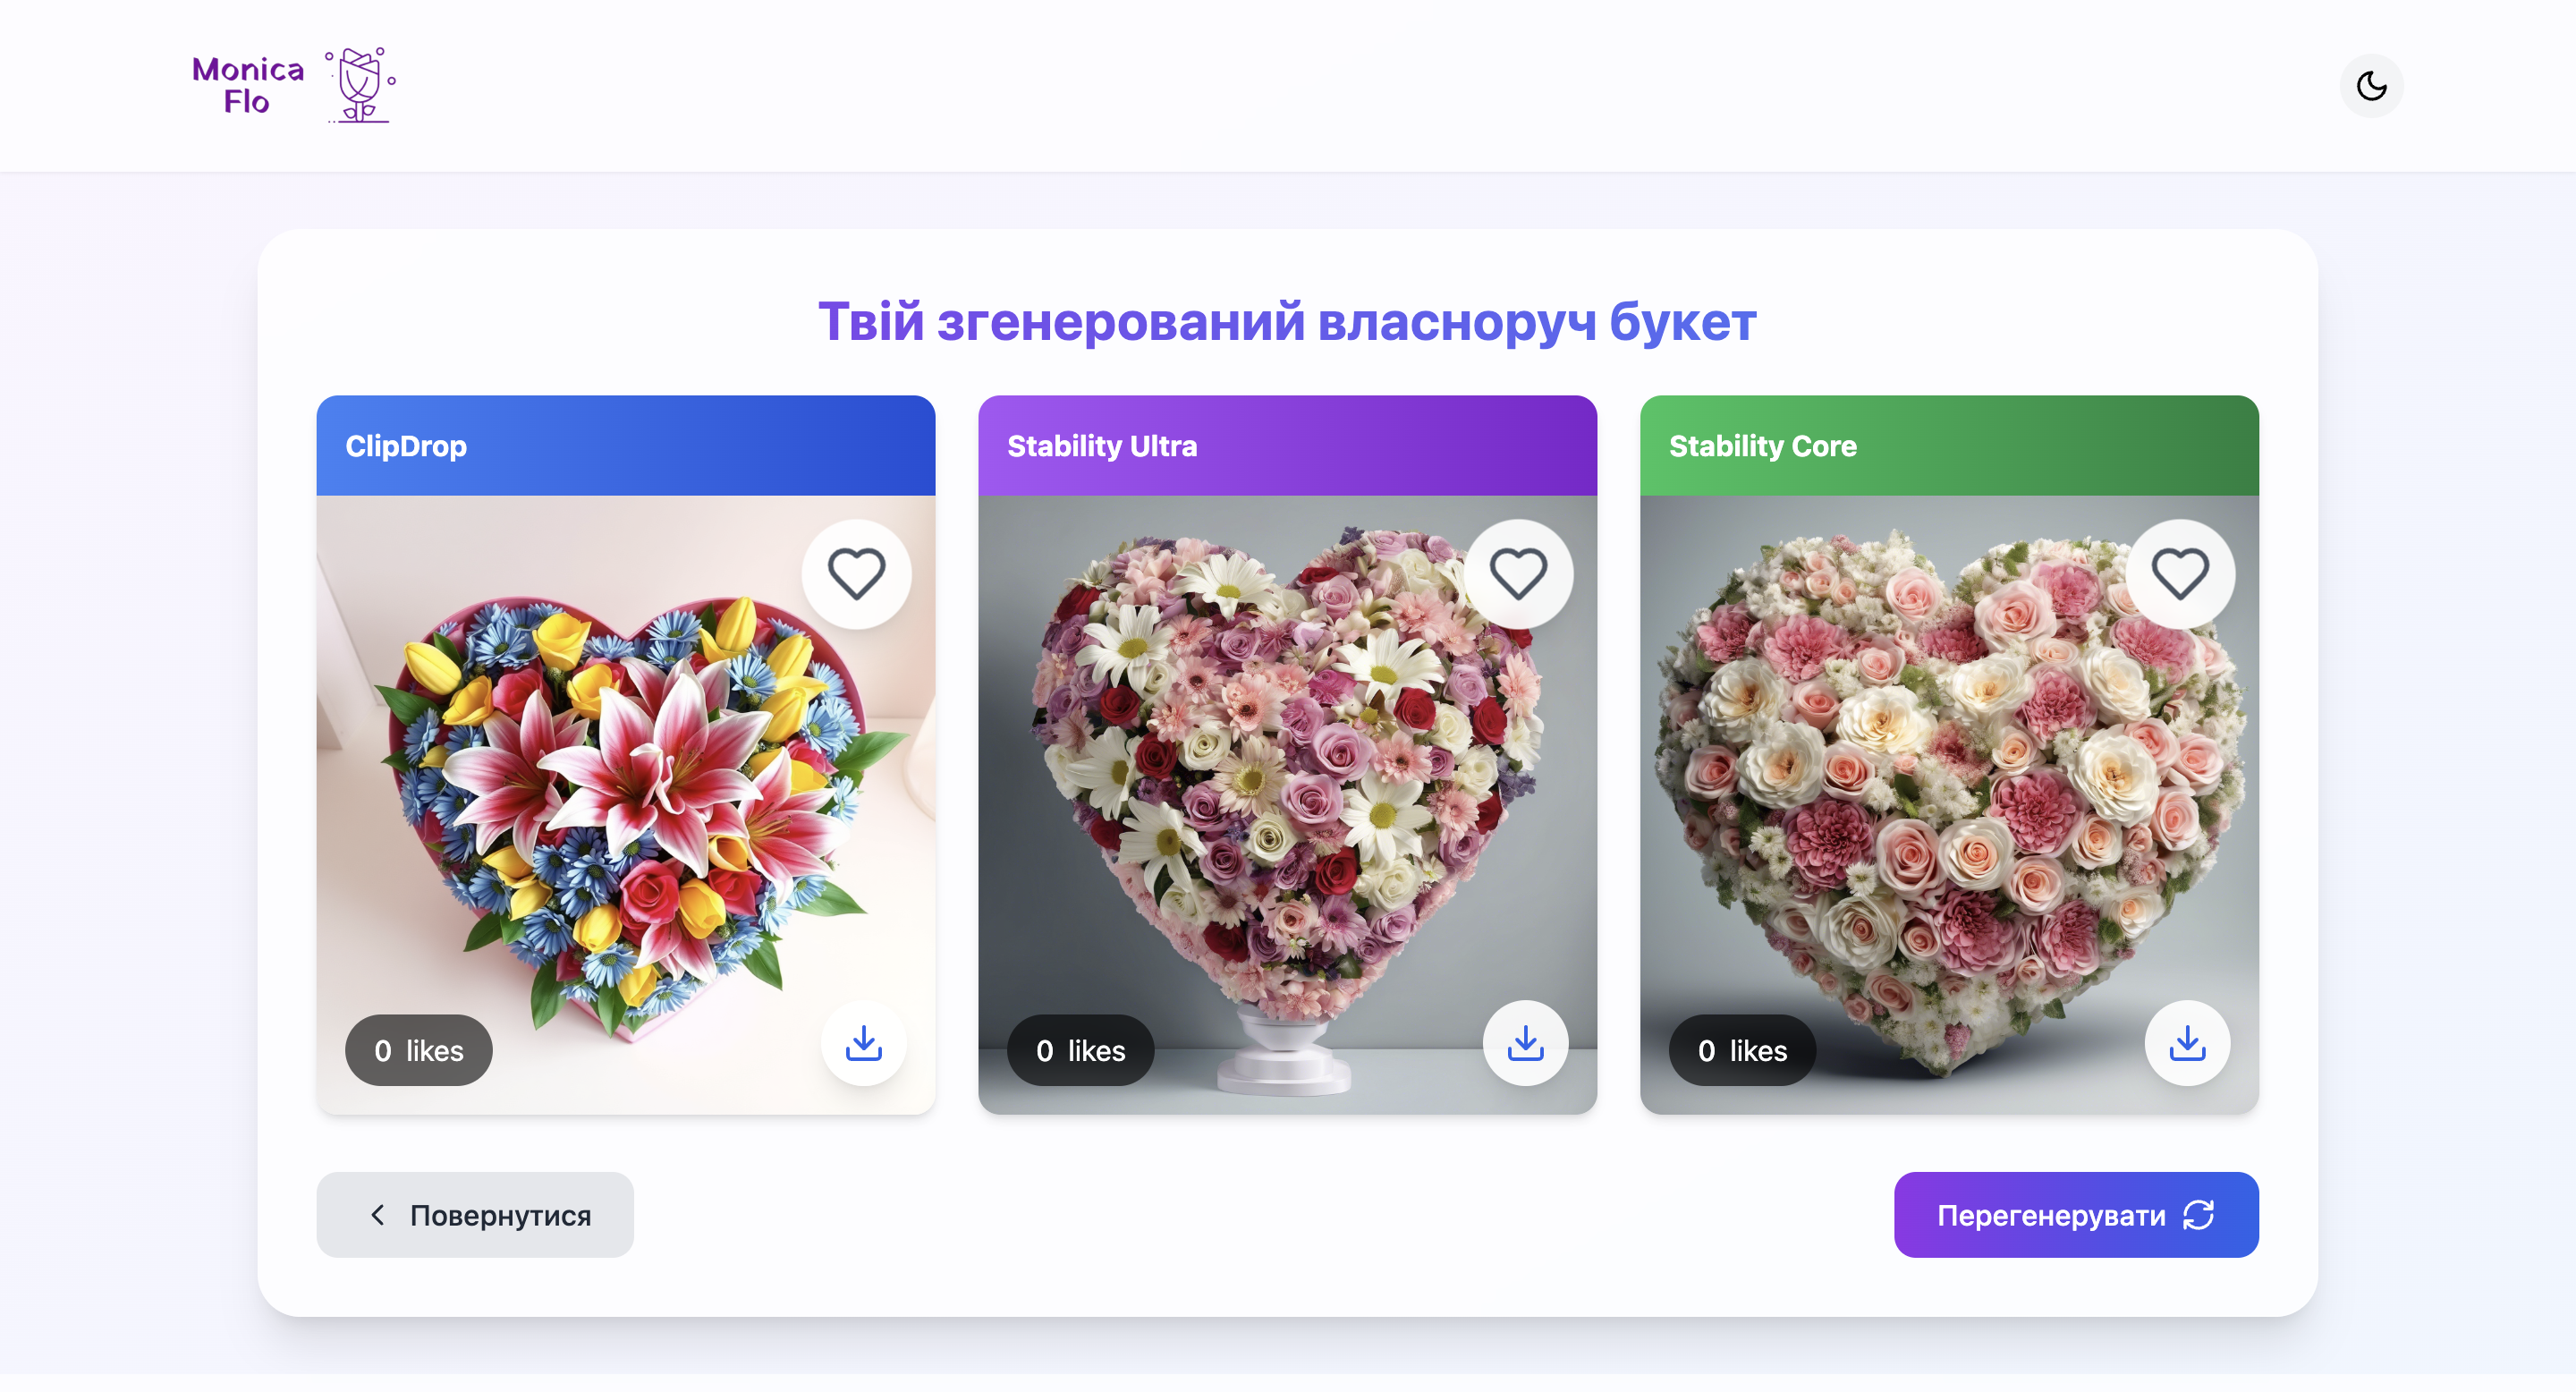 Monica
Flo
Твій згенерований власноруч букет
ClipDrop
Stability Ultra
Stability Core
0 likes
0 likes
0 likes
Повернутися
Перегенерувати